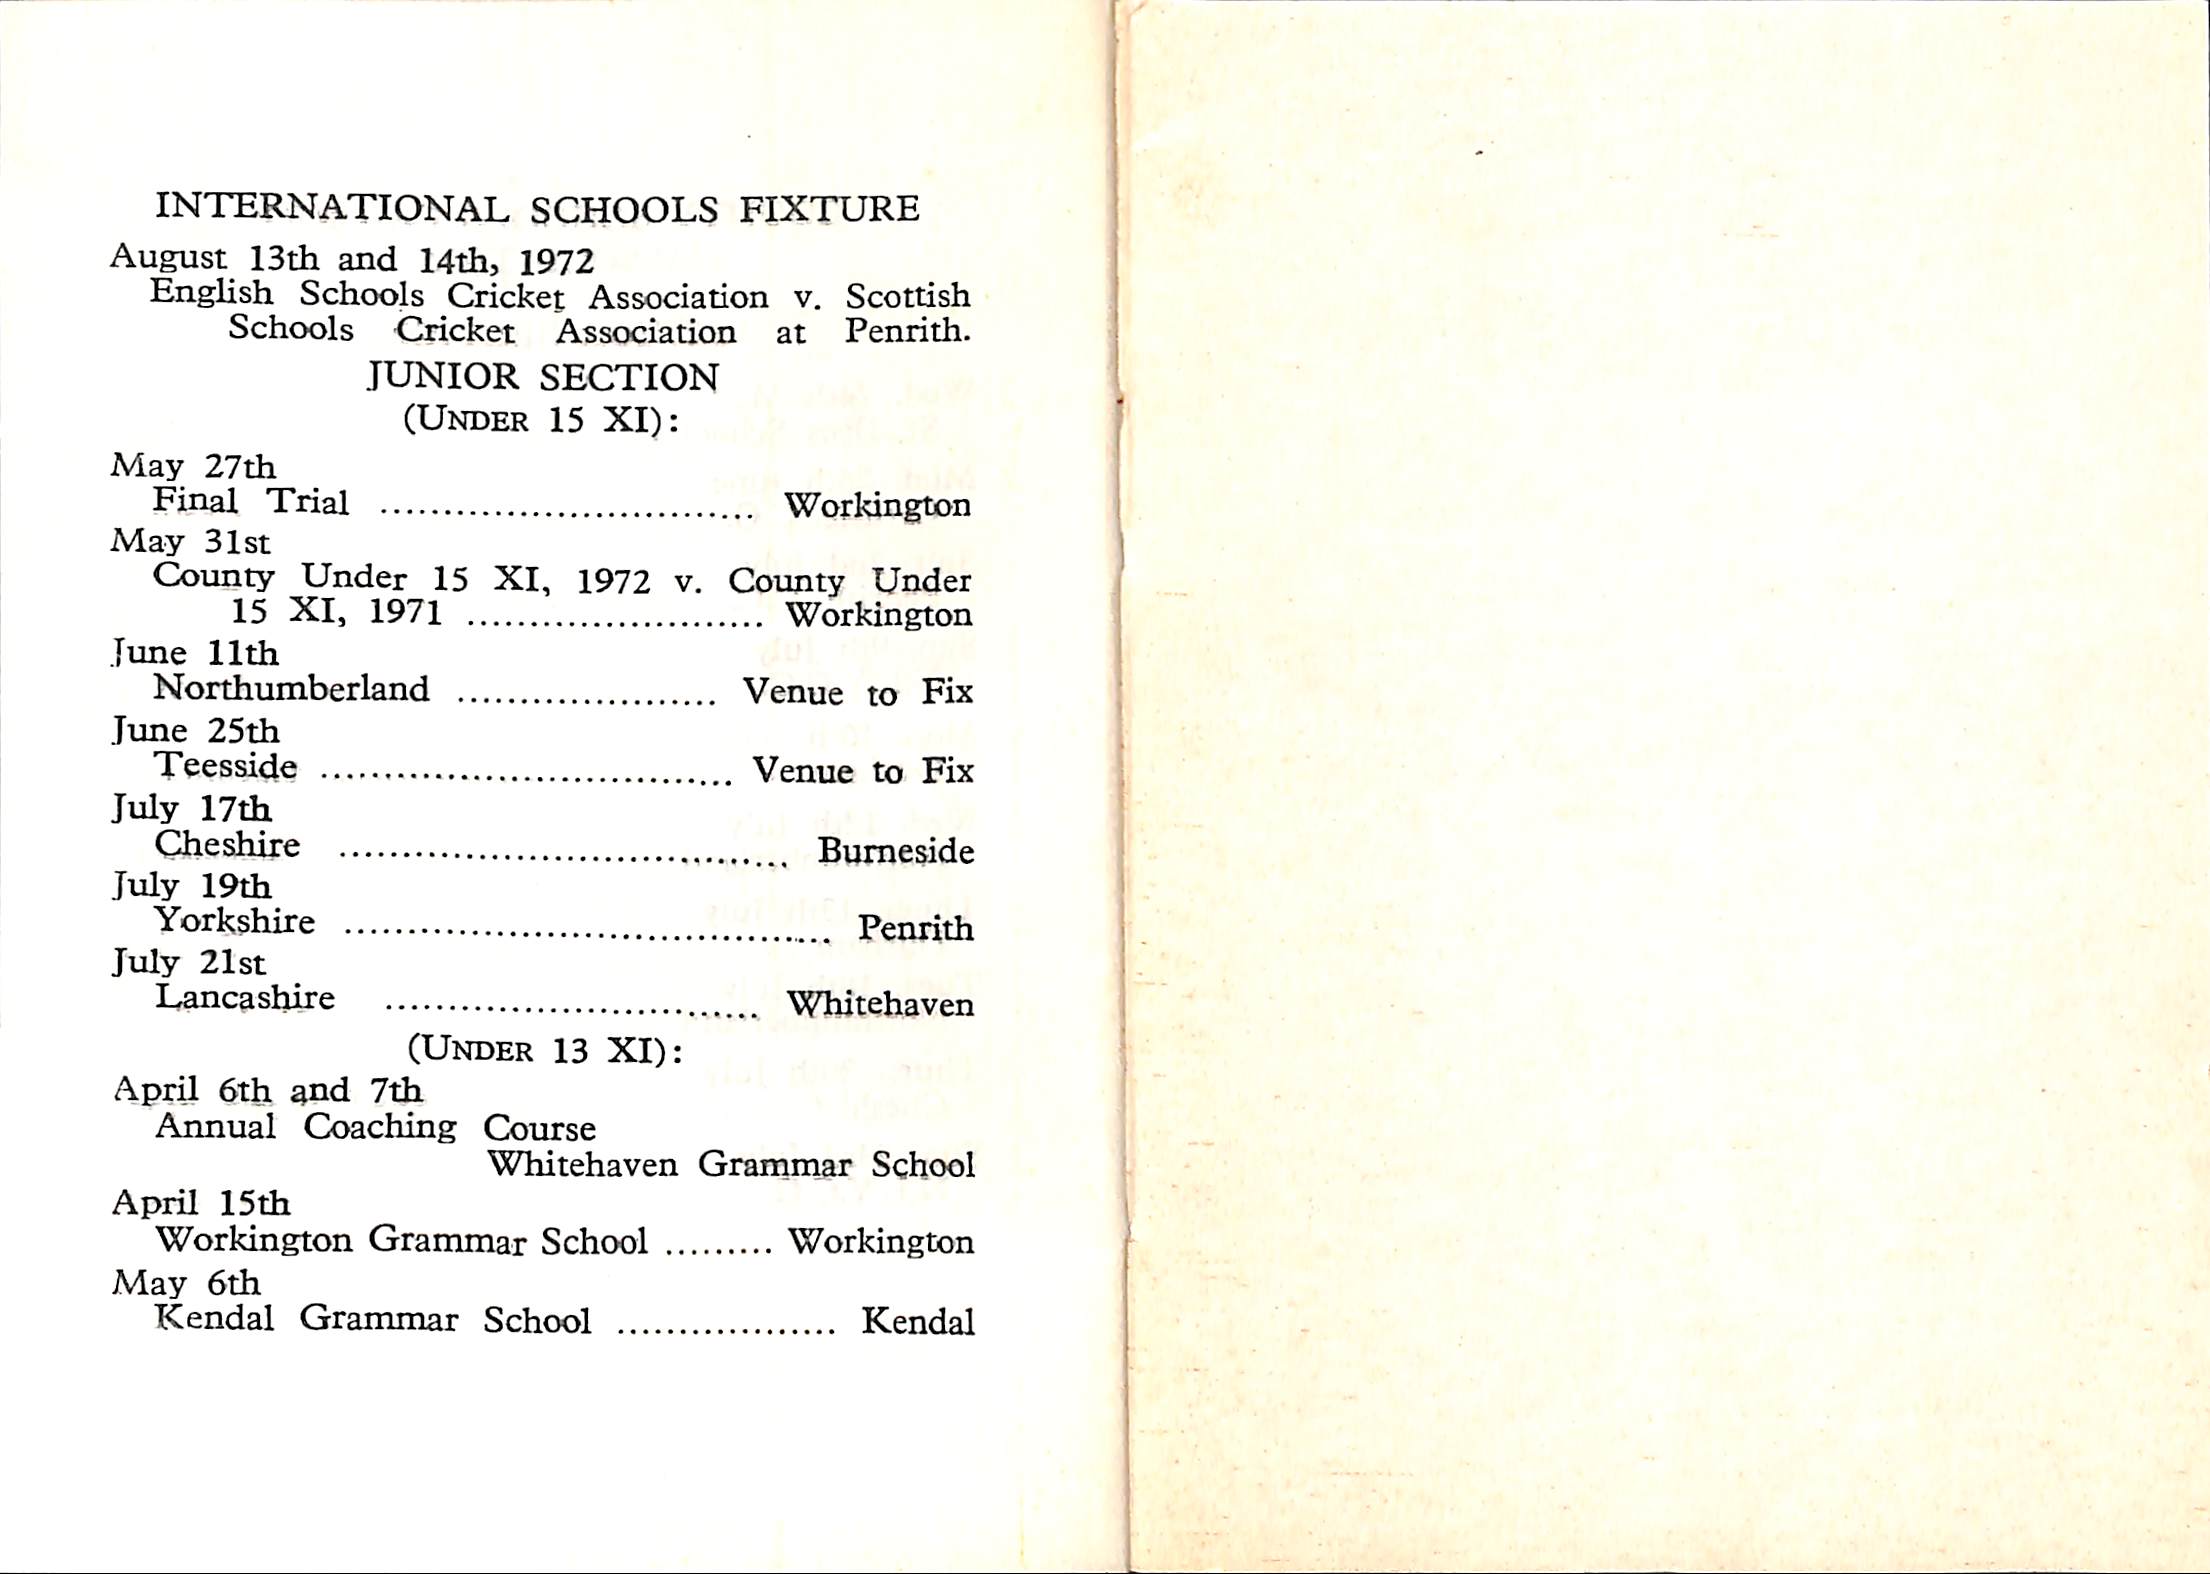 INTERNATIONAL SCHOOLS FIXTURE
August 13th and 14th, 1972
English Schools Cricket Association v. Scottish
Schools Cricket Association at Penrith.
JUNIOR SECTION
(UNDER 15 XI):
May 27th
Final Trial .............................. Workington
May 31st
County Under 15 XI, 1972 v. County Under
15 XI, 1971 ........................ Workington
June 11th
Northumberland ..................... Venue to Fix
June 25th
Teesside ................................. Venue to Fix
July 17th
Cheshire .................................... Burneside
July 19th
Yorkshire ....................................... Penrith
July 21st
Lancashire .............................. Whitehaven
(UNDER 13 XI):
April 6th and 7th
Annual Coaching Course
Whitehaven Grammar School
April 15th
Workington Grammar School ......... Workington
May 6th
Kendal Grammar School .................. Kendal